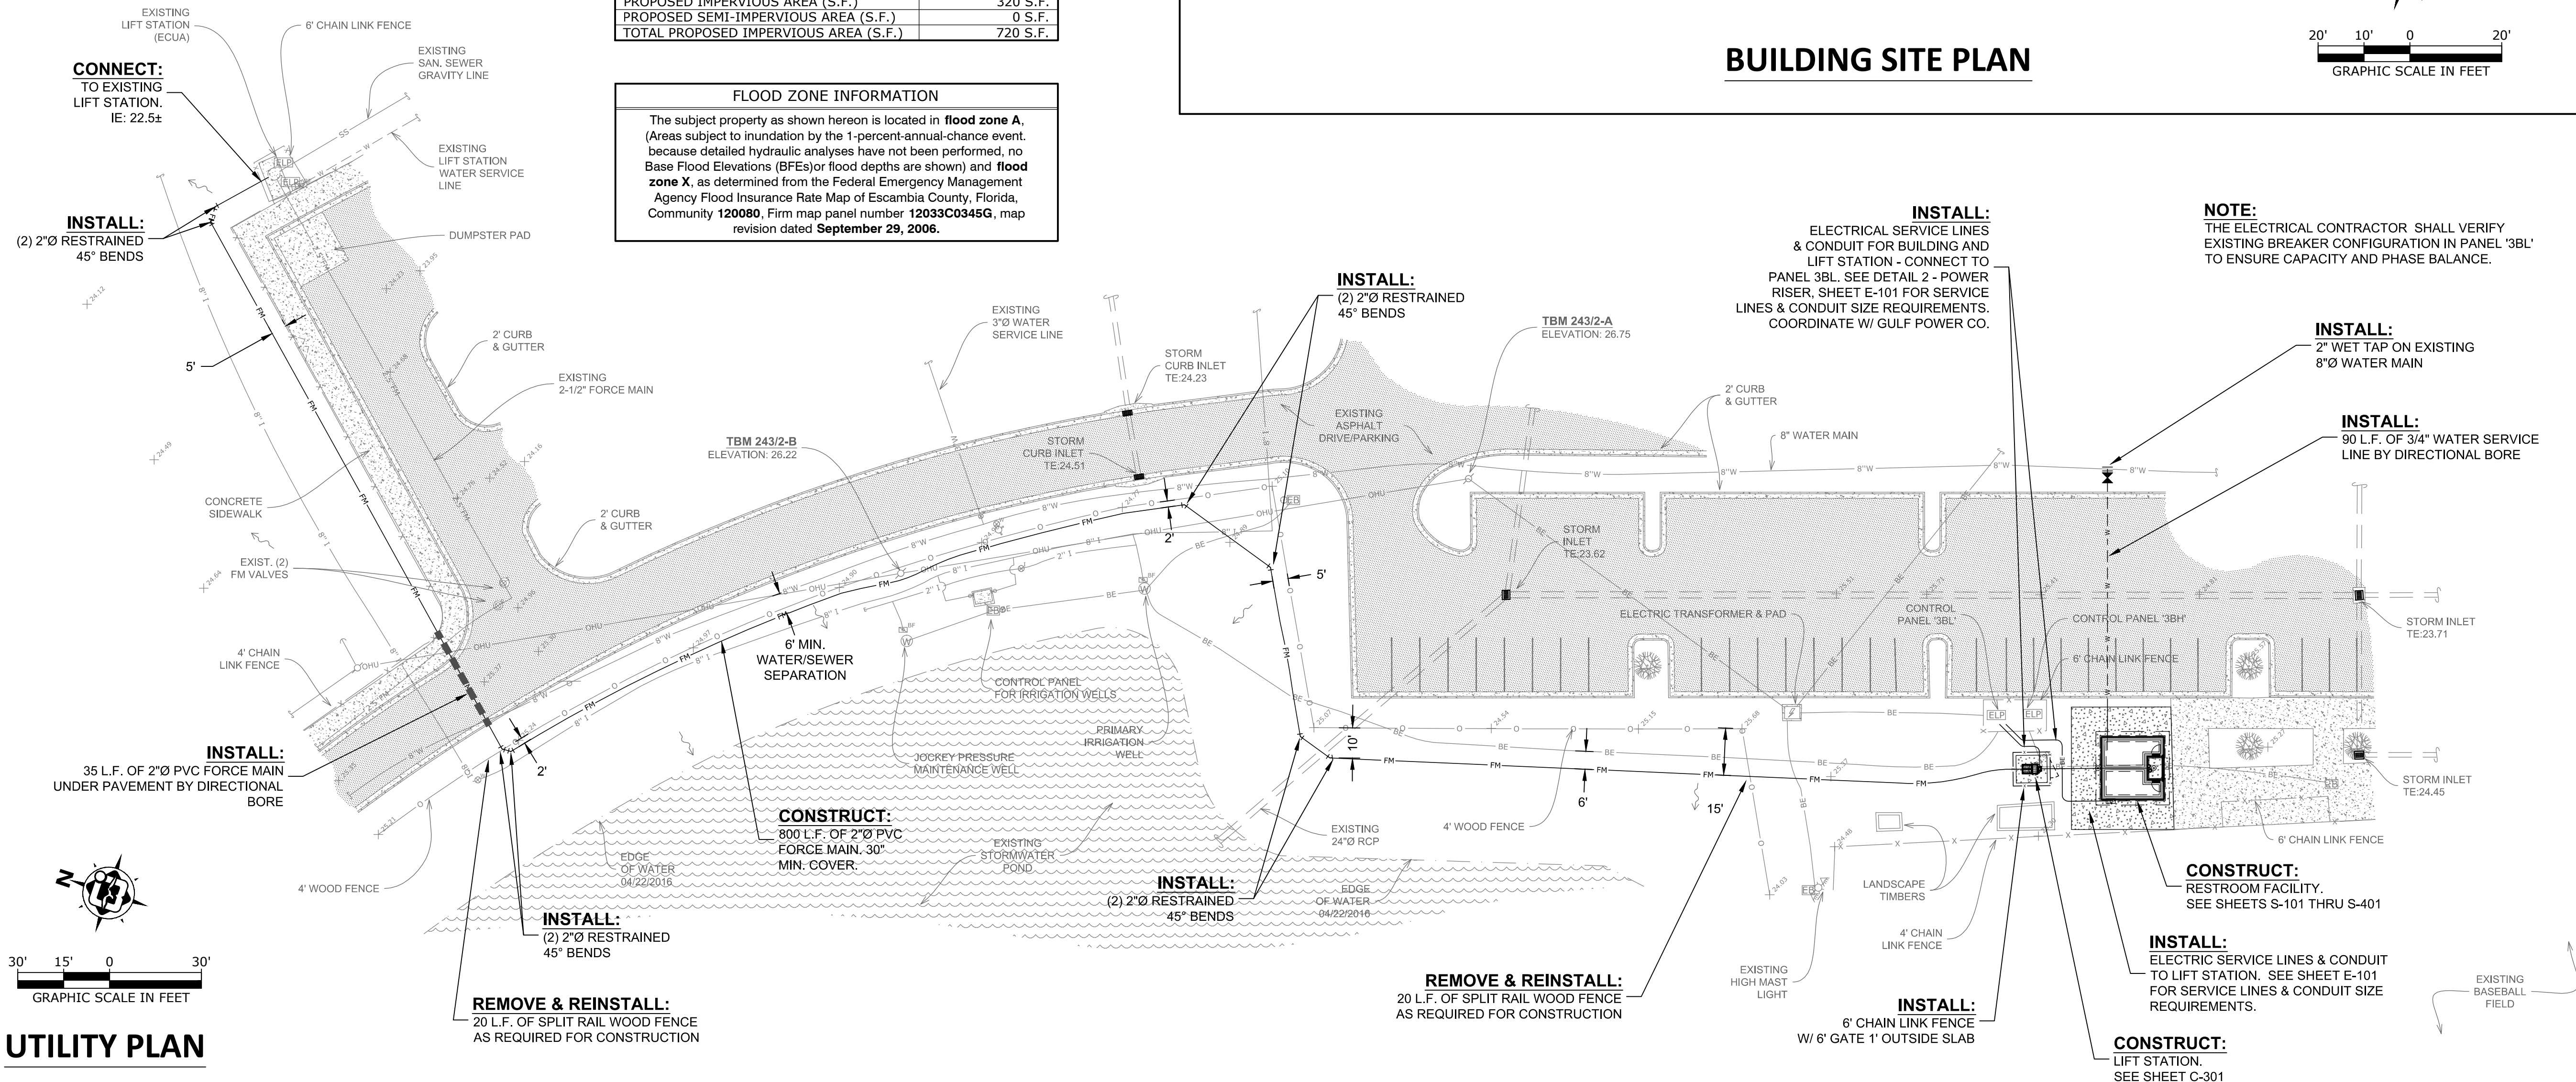 PROPOSED IMPERVIOUS AREA (S.F.) 320 S.F.
PROPOSED SEMI-IMPERVIOUS AREA (S.F.) 0 S.F.
TOTAL PROPOSED IMPERVIOUS AREA (S.F.) 720 S.F.
BUILDING SITE PLAN
20' 10' 0 20'
GRAPHIC SCALE IN FEET
FLOOD ZONE INFORMATION
The subject property as shown hereon is located in flood zone A,
(Areas subject to inundation by the 1-percent-annual-chance event.
because detailed hydraulic analyses have not been performed, no
Base Flood Elevations (BFEs)or flood depths are shown) and flood
zone X, as determined from the Federal Emergency Management
Agency Flood Insurance Rate Map of Escambia County, Florida,
Community 120080, Firm map panel number 12033C0345G, map
revision dated September 29, 2006.
EXISTING
LIFT STATION
(ECUA)
6' CHAIN LINK FENCE
EXISTING
SAN. SEWER
GRAVITY LINE
CONNECT:
TO EXISTING
LIFT STATION.
IE: 22.5±
EXISTING
LIFT STATION
WATER SERVICE
LINE
INSTALL:
(2) 2"Ø RESTRAINED
45° BENDS
DUMPSTER PAD
5'
2' CURB
& GUTTER
EXISTING
2-1/2" FORCE MAIN
CONCRETE
SIDEWALK
2' CURB
& GUTTER
EXIST. (2)
FM VALVES
4' CHAIN
LINK FENCE
INSTALL:
35 L.F. OF 2"Ø PVC FORCE MAIN
UNDER PAVEMENT BY DIRECTIONAL
BORE
4' WOOD FENCE
2'
INSTALL:
(2) 2"Ø RESTRAINED
45° BENDS
REMOVE & REINSTALL:
20 L.F. OF SPLIT RAIL WOOD FENCE
AS REQUIRED FOR CONSTRUCTION
N
30' 15' 0 30'
GRAPHIC SCALE IN FEET
UTILITY PLAN
TBM 243/2-B
ELEVATION: 26.22
EXISTING
3"Ø WATER
SERVICE LINE
STORM
CURB INLET
TE:24.23
STORM
CURB INLET
TE:24.51
INSTALL:
(2) 2"Ø RESTRAINED
45° BENDS
TBM 243/2-A
ELEVATION: 26.75
EXISTING
ASPHALT
DRIVE/PARKING
2' CURB
& GUTTER
8" WATER MAIN
2'
5'
6' MIN.
WATER/SEWER
SEPARATION
CONTROL PANEL
FOR IRRIGATION WELLS
PRIMARY
IRRIGATION
WELL
JOCKEY PRESSURE
MAINTENANCE WELL
CONSTRUCT:
800 L.F. OF 2"Ø PVC
FORCE MAIN. 30"
MIN. COVER.
EDGE
OF WATER
04/22/2016
EXISTING
STORMWATER
POND
INSTALL:
(2) 2"Ø RESTRAINED
45° BENDS
EDGE
OF WATER
04/22/2016
EXISTING
24"Ø RCP
10'
STORM
INLET
TE:23.62
4' WOOD FENCE
6'
15'
REMOVE & REINSTALL:
20 L.F. OF SPLIT RAIL WOOD FENCE
AS REQUIRED FOR CONSTRUCTION
ELECTRIC TRANSFORMER & PAD
CONTROL
PANEL '3BL'
CONTROL PANEL '3BH'
6' CHAIN LINK FENCE
INSTALL:
ELECTRICAL SERVICE LINES
& CONDUIT FOR BUILDING AND
LIFT STATION - CONNECT TO
PANEL 3BL. SEE DETAIL 2 - POWER
RISER, SHEET E-101 FOR SERVICE
LINES & CONDUIT SIZE REQUIREMENTS.
COORDINATE W/ GULF POWER CO.
NOTE:
THE ELECTRICAL CONTRACTOR SHALL VERIFY
EXISTING BREAKER CONFIGURATION IN PANEL '3BL'
TO ENSURE CAPACITY AND PHASE BALANCE.
INSTALL:
2" WET TAP ON EXISTING
8"Ø WATER MAIN
INSTALL:
90 L.F. OF 3/4" WATER SERVICE
LINE BY DIRECTIONAL BORE
STORM INLET
TE:23.71
STORM INLET
TE:24.45
6' CHAIN LINK FENCE
LANDSCAPE
TIMBERS
4' CHAIN
LINK FENCE
EXISTING
HIGH MAST
LIGHT
INSTALL:
6' CHAIN LINK FENCE
W/ 6' GATE 1' OUTSIDE SLAB
CONSTRUCT:
RESTROOM FACILITY.
SEE SHEETS S-101 THRU S-401
INSTALL:
ELECTRIC SERVICE LINES & CONDUIT
TO LIFT STATION. SEE SHEET E-101
FOR SERVICE LINES & CONDUIT SIZE
REQUIREMENTS.
CONSTRUCT:
LIFT STATION.
SEE SHEET C-301
EXISTING
BASEBALL
FIELD